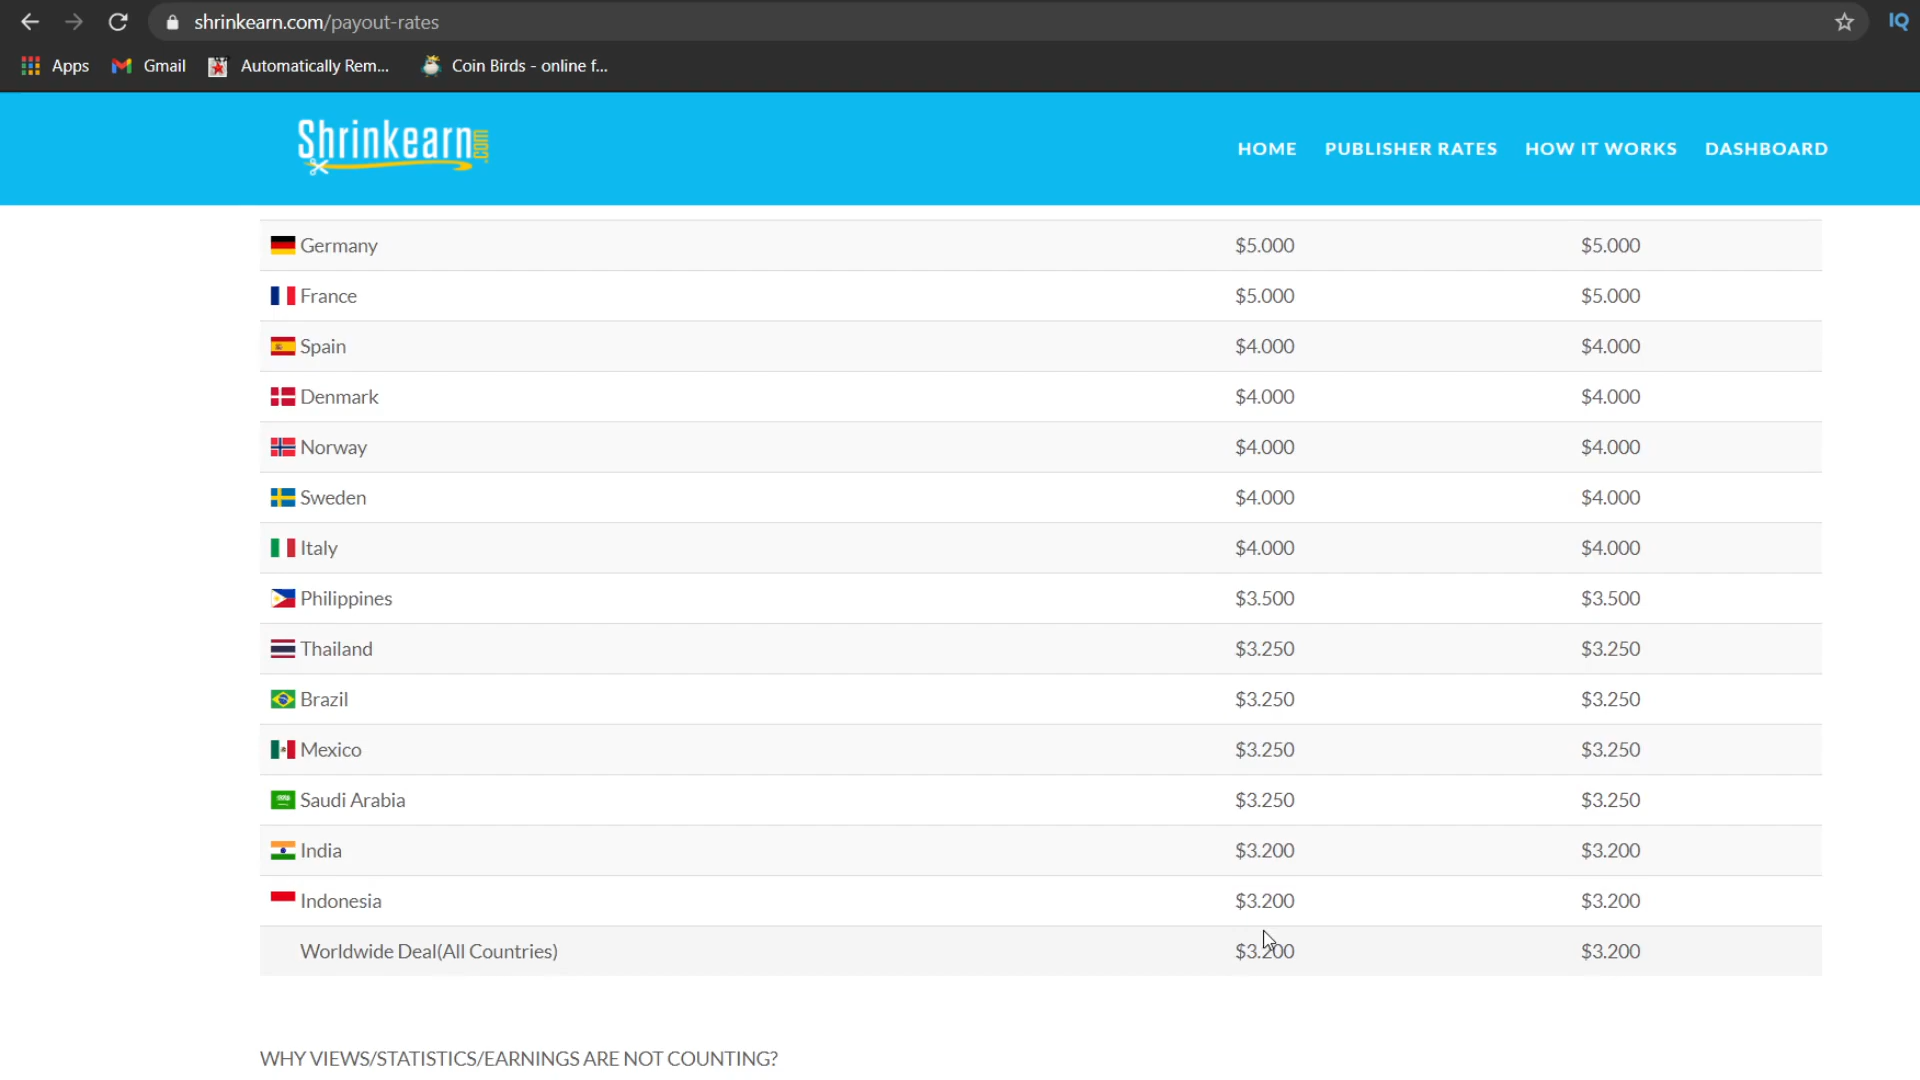 shrinkearn.com/payout-rates
IQ
Apps Gmail Automatically Rem... Coin Birds - online f...
Shrinkearn.com
HOME PUBLISHER RATES HOW IT WORKS DASHBOARD
Germany $5.000 $5.000
France $5.000 $5.000
Spain $4.000 $4.000
Denmark $4.000 $4.000
Norway $4.000 $4.000
Sweden $4.000 $4.000
Italy $4.000 $4.000
Philippines $3.500 $3.500
Thailand $3.250 $3.250
Brazil $3.250 $3.250
Mexico $3.250 $3.250
Saudi Arabia $3.250 $3.250
India $3.200 $3.200
Indonesia $3.200 $3.200
Worldwide Deal(All Countries) $3.200 $3.200
WHY VIEWS/STATISTICS/EARNINGS ARE NOT COUNTING?